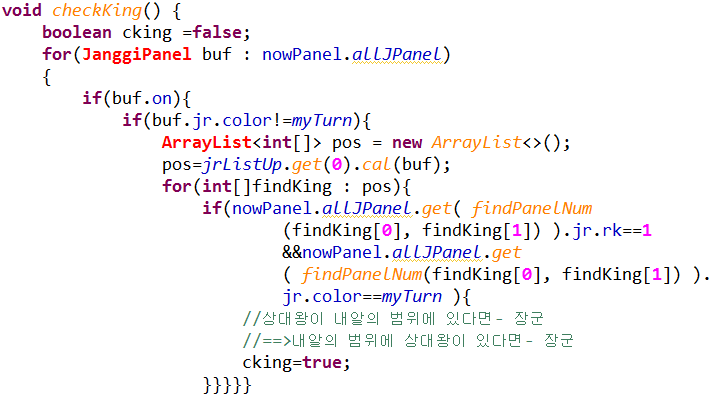 void checkKing() {
boolean cking =false;
for(JanggiPanel buf : nowPanel.allJPanel)
{
if(buf.on){
if(buf.jr.color!=myTurn){
ArrayList<int[]> pos = new ArrayList<>();
pos=jrListUp.get(0).cal(buf);
for(int[]findKing : pos){
if(nowPanel.allJPanel.get( findPanelNum
(findKing[0], findKing[1]) ).jr.rk==1
&&nowPanel.allJPanel.get
( findPanelNum(findKing[0], findKing[1]) ).
jr.color==myTurn ){
//상대왕이 내알의 범위에 있다면- 장군
//==>내알의 범위에 상대왕이 있다면- 장군
cking=true;
}}}}}